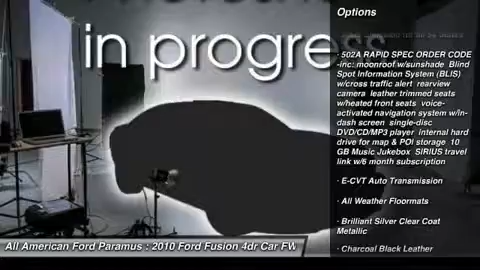 Options
in progress
· 502A RAPID SPEC ORDER CODE
-inc: moonroof w/sunshade Blind
Spot Information System (BLIS)
w/cross traffic alert rearview
camera leather trimmed seats
w/heated front seats voice-
activated navigation system w/in-
dash screen single-disc
DVD/CD/MP3 player internal hard
drive for map & POI storage 10
GB Music Jukebox SIRIUS travel
link w/6 month subscription
· E-CVT Auto Transmission
· All Weather Floormats
· Brilliant Silver Clear Coat
Metallic
· Charcoal Black Leather
All American Ford Paramus : 2010 Ford Fusion 4dr Car FW